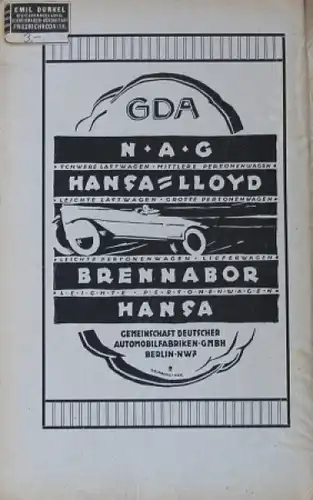 EMIL DUNKEL
3.-
GDA
N·A·G
SCHWERE LASTWAGEN · MITTLERE PERSONENWAGEN
HANSA=LLOYD
LEICHTE LASTWAGEN · GROSSE PERSONENWAGEN
LEICHTE PERSONENWAGEN · LIEFERWAGEN
BRENNABOR
LEICHTE PERSONENWAGEN
HANSA
GEMEINSCHAFT DEUTSCHER
AUTOMOBILFABRIKEN·GMBH
BERLIN·NW7